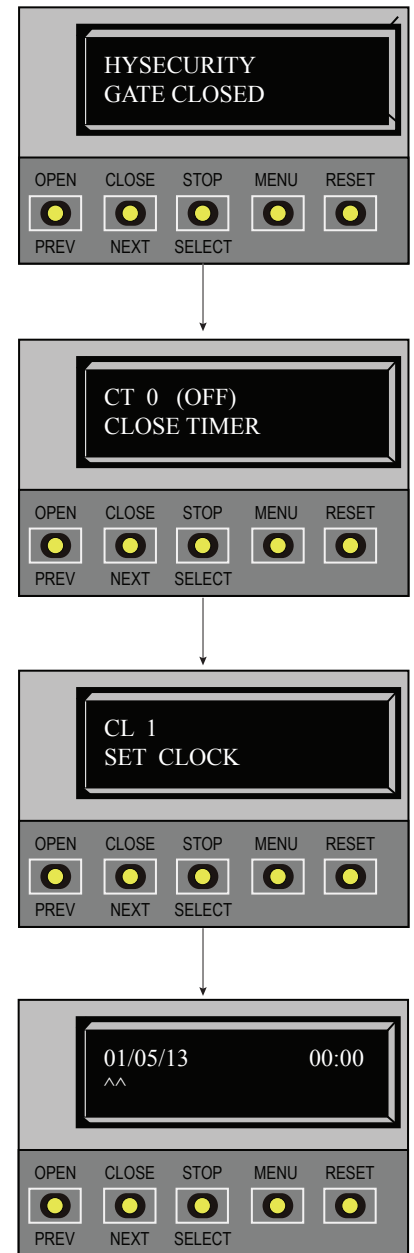 HYSECURITY
GATE CLOSED
OPEN CLOSE STOP MENU RESET
PREV NEXT SELECT
CT 0 (OFF)
CLOSE TIMER
OPEN CLOSE STOP MENU RESET
PREV NEXT SELECT
CL 1
SET CLOCK
OPEN CLOSE STOP MENU RESET
PREV NEXT SELECT
01/05/13 00:00
^^
OPEN CLOSE STOP MENU RESET
PREV NEXT SELECT